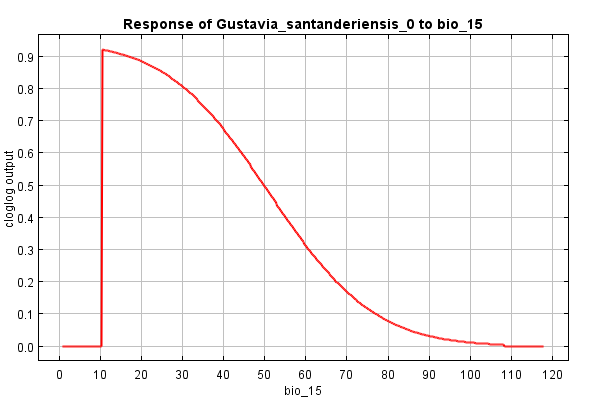 Response of Gustavia_santanderiensis_0 to bio_15
cloglog output
0.9
0.8
0.7
0.6
0.5
0.4
0.3
0.2
0.1
0.0
0 10 20 30 40 50 60 70 80 90 100 110 120
bio_15